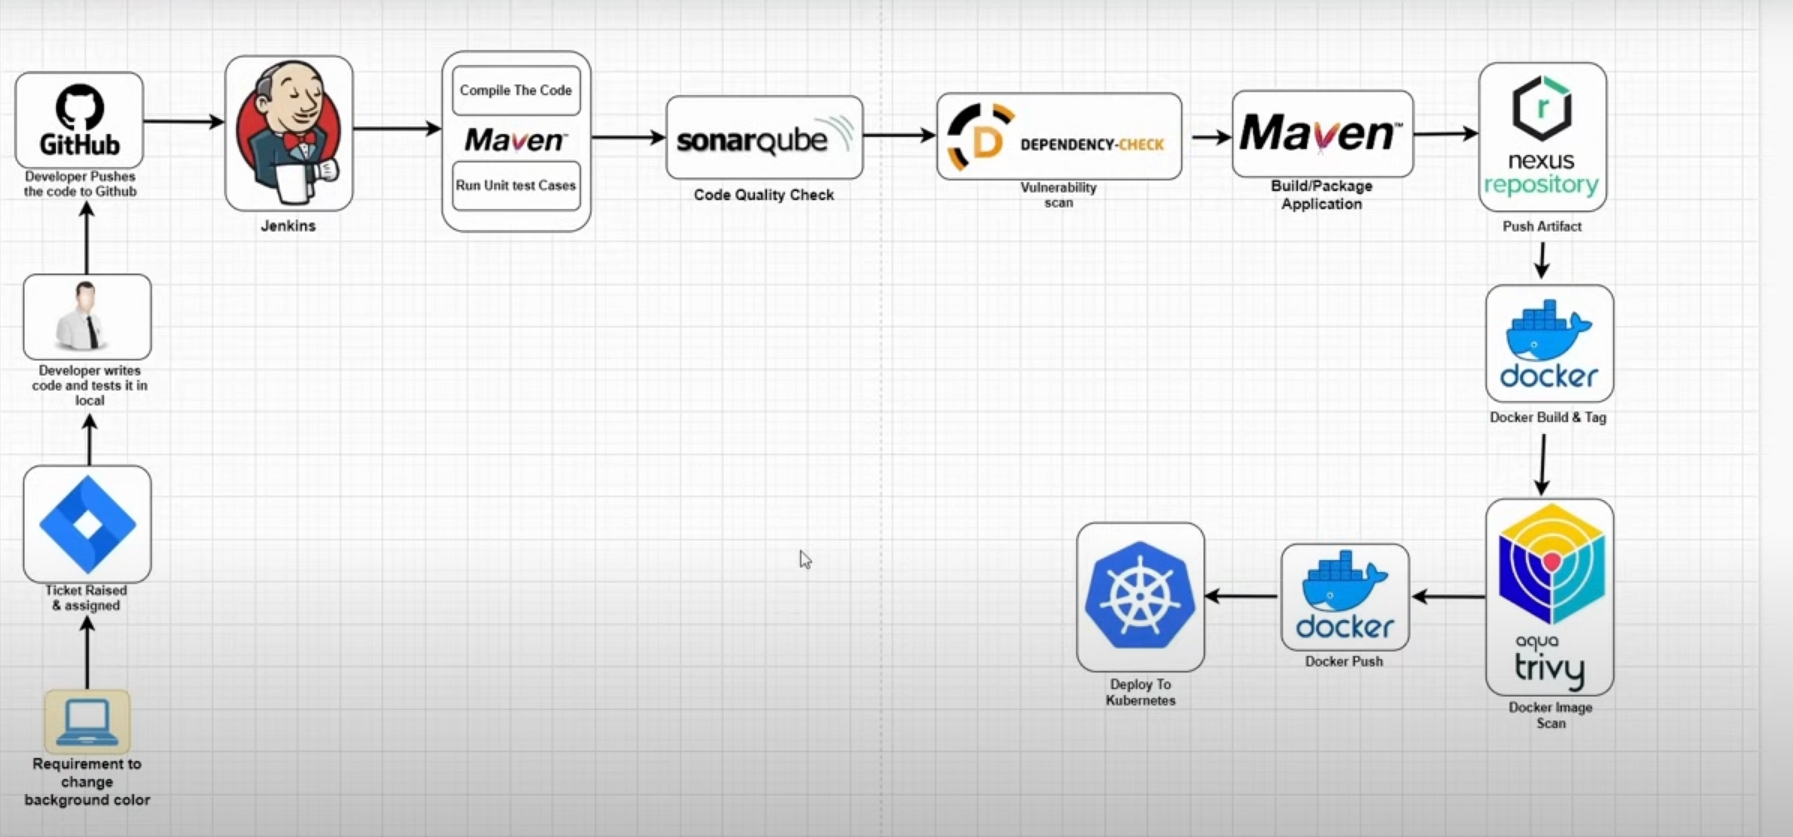 GitHub
Developer Pushes
the code to Github
Jenkins
Compile The Code
Maven™
Run Unit test Cases
sonarqube
Code Quality Check
D
DEPENDENCY-CHECK
Vulnerability
scan
Maven™
Build/Package
Application
r
nexus
repository
Push Artifact
docker
Docker Build & Tag
aqua
trivy
Docker Image
Scan
docker
Docker Push
Deploy To
Kubernetes
Developer writes
code and tests it in
local
Ticket Raised
& assigned
Requirement to
change
background color